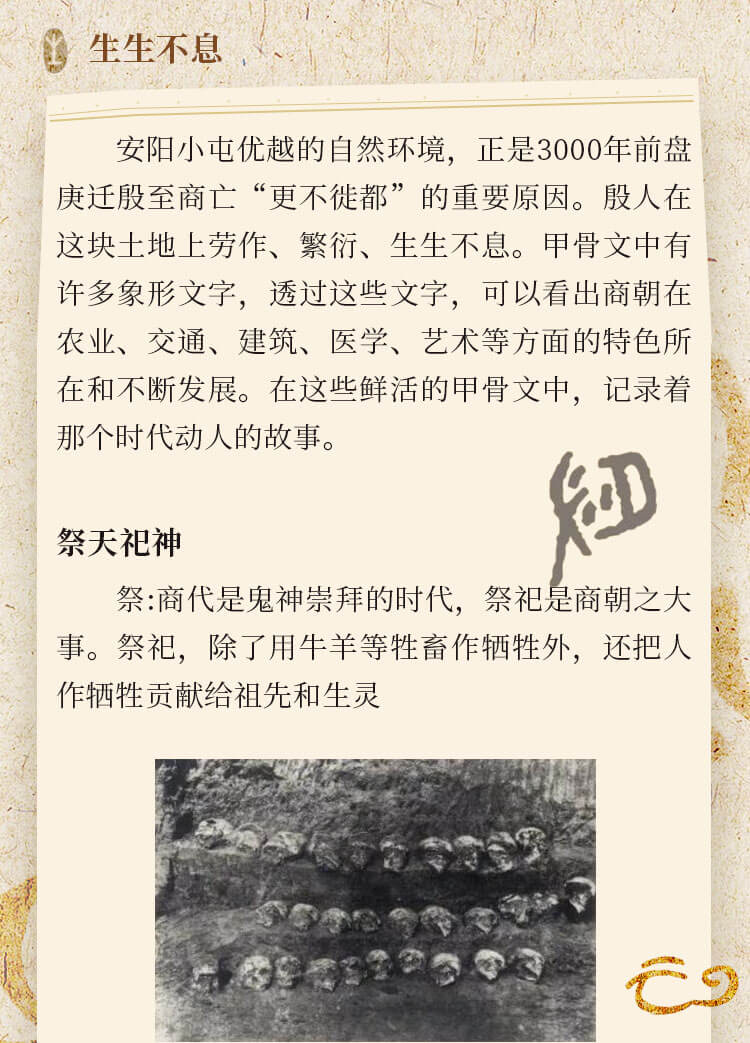 生生不息
安阳小屯优越的自然环境，正是3000年前盘
庚迁殷至商亡“更不徙都”的重要原因。殷人在
这块土地上劳作、繁衍、生生不息。甲骨文中有
许多象形文字，透过这些文字，可以看出商朝在
农业、交通、建筑、医学、艺术等方面的特色所
在和不断发展。在这些鲜活的甲骨文中，记录着
那个时代动人的故事。
祭天祀神
祭:商代是鬼神崇拜的时代，祭祀是商朝之大
事。祭祀，除了用牛羊等牲畜作牺牲外，还把人
作牺牲贡献给祖先和生灵